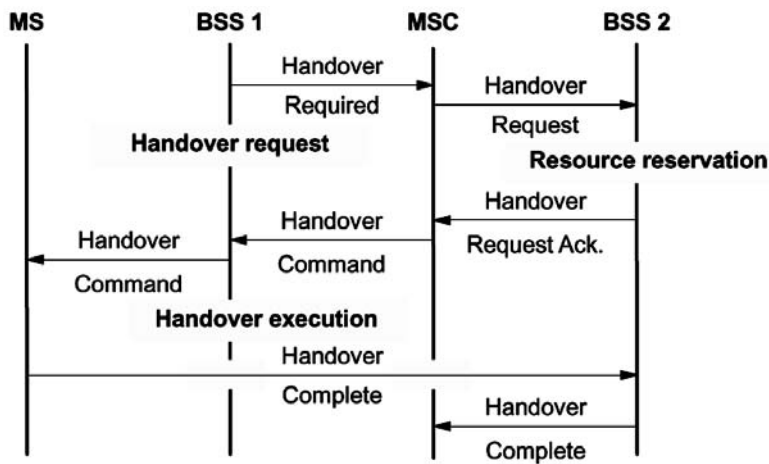 MS BSS 1 MSC BSS 2
Handover
Required
Handover
Request
Handover request
Resource reservation
Handover
Request Ack.
Handover
Command
Handover
Command
Handover execution
Handover
Complete
Handover
Complete